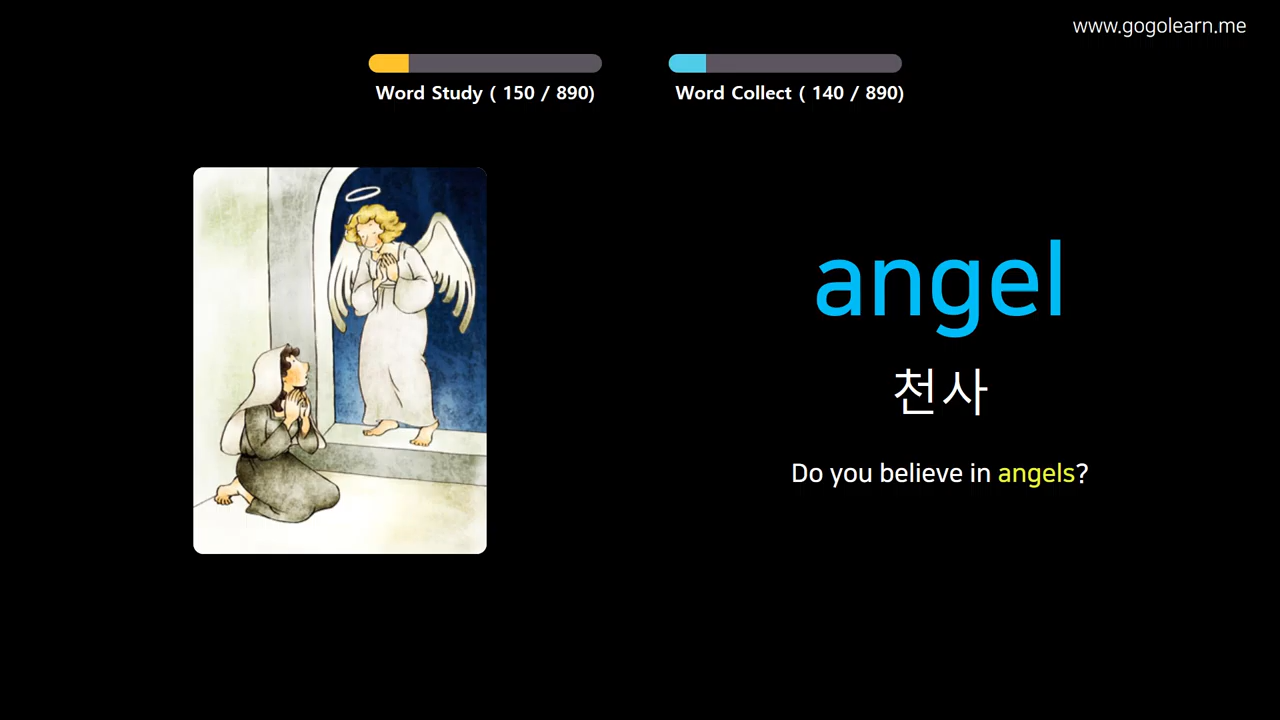 www.gogolearn.me
Word Study ( 150 / 890)
Word Collect ( 140 / 890)
angel
천사
Do you believe in angels?